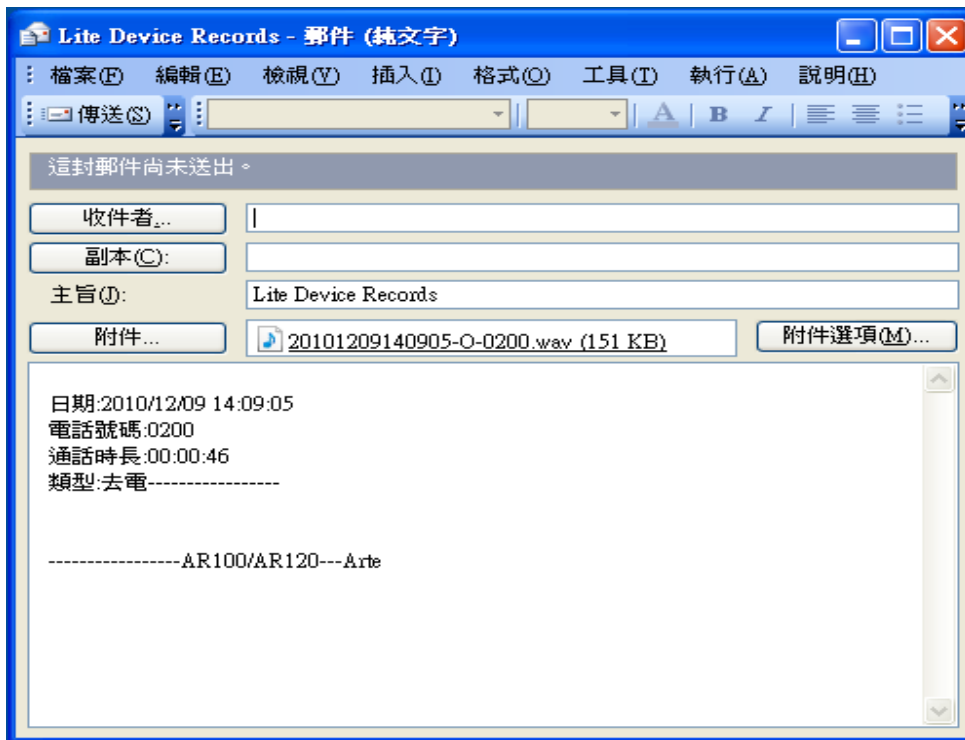 Lite Device Records - 郵件 (純文字)
檔案(F) 編輯(E) 檢視(V) 插入(I) 格式(O) 工具(T) 執行(A) 說明(H)
傳送(S) A B I
這封郵件尚未送出。
收件者...
副本(C):
主旨(J): Lite Device Records
附件... 20101209140905-O-0200.wav (151 KB) 附件選項(M)...
日期:2010/12/09 14:09:05
電話號碼:0200
通話時長:00:00:46
類型:去電-----------------
-----------------AR100/AR120---Arte